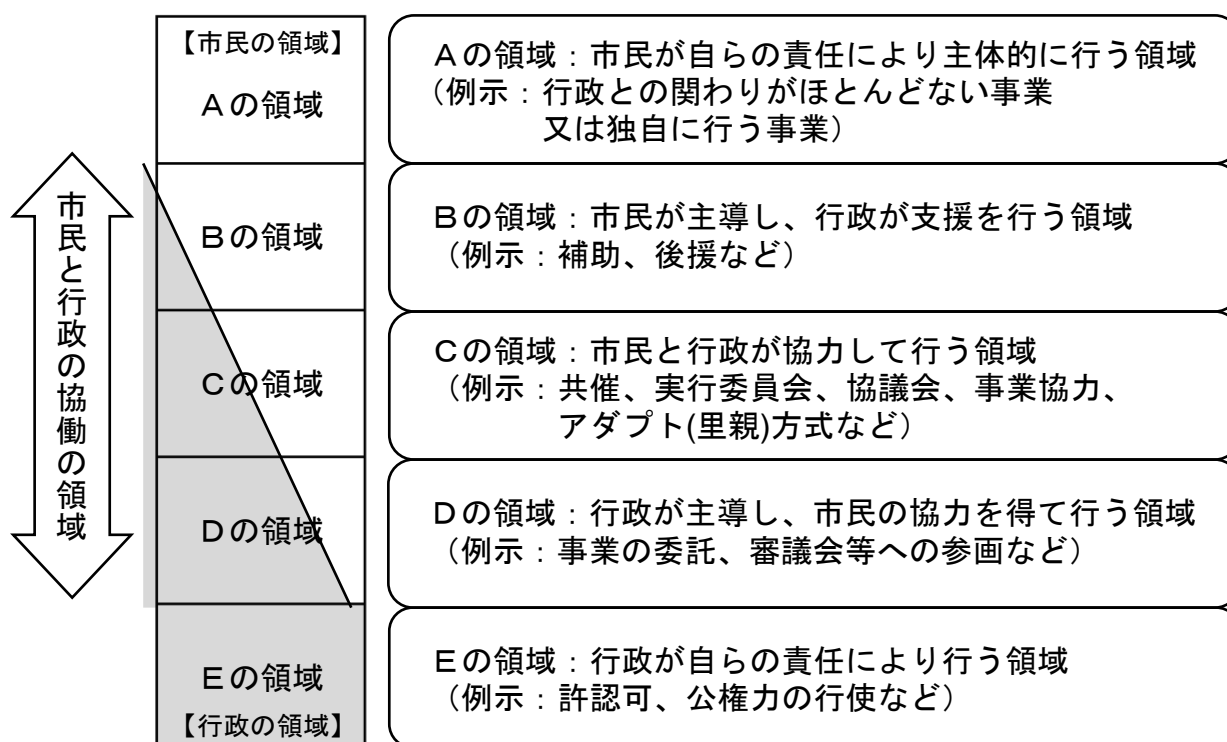 【市民の領域】
Ａの領域
Ａの領域：市民が自らの責任により主体的に行う領域
（例示：行政との関わりがほとんどない事業
又は独自に行う事業）
市民と行政の協働の領域
Ｂの領域
Ｂの領域：市民が主導し、行政が支援を行う領域
（例示：補助、後援など）
Ｃの領域
Ｃの領域：市民と行政が協力して行う領域
（例示：共催、実行委員会、協議会、事業協力、
アダプト(里親)方式など）
Ｄの領域
Ｄの領域：行政が主導し、市民の協力を得て行う領域
（例示：事業の委託、審議会等への参画など）
Ｅの領域
【行政の領域】
Ｅの領域：行政が自らの責任により行う領域
（例示：許認可、公権力の行使など）